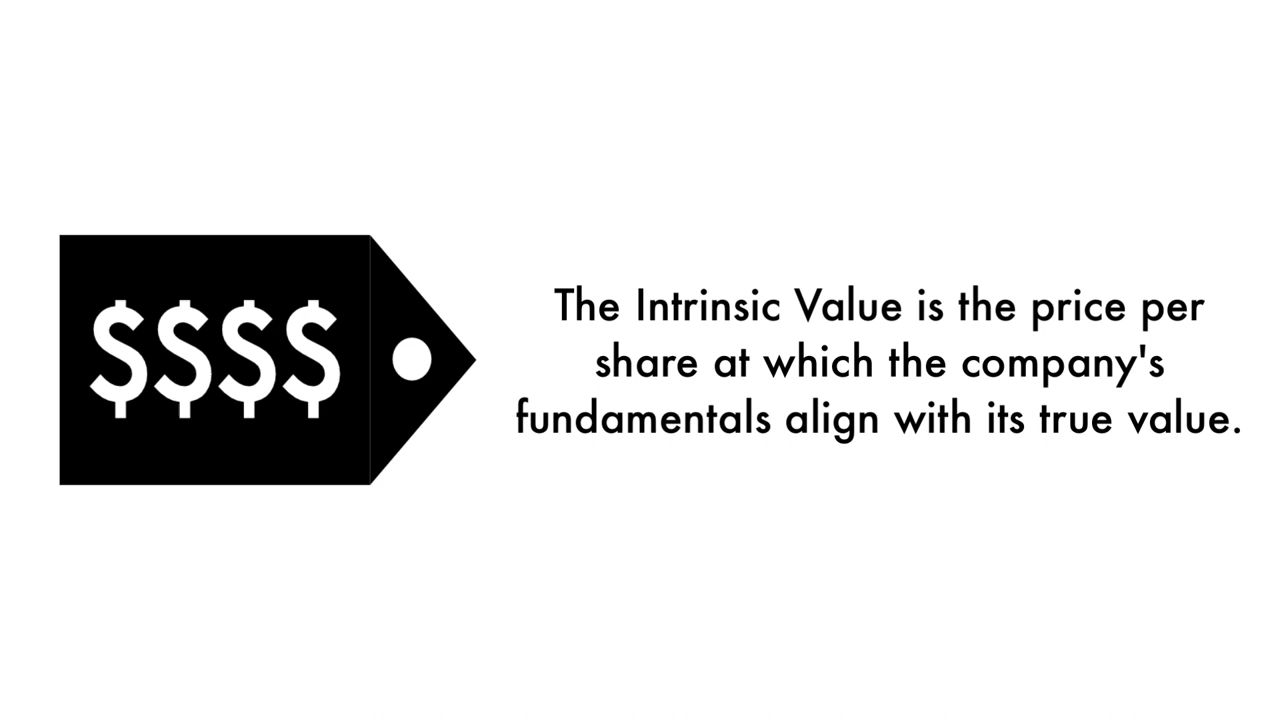 $$$$
The Intrinsic Value is the price per
share at which the company's
fundamentals align with its true value.